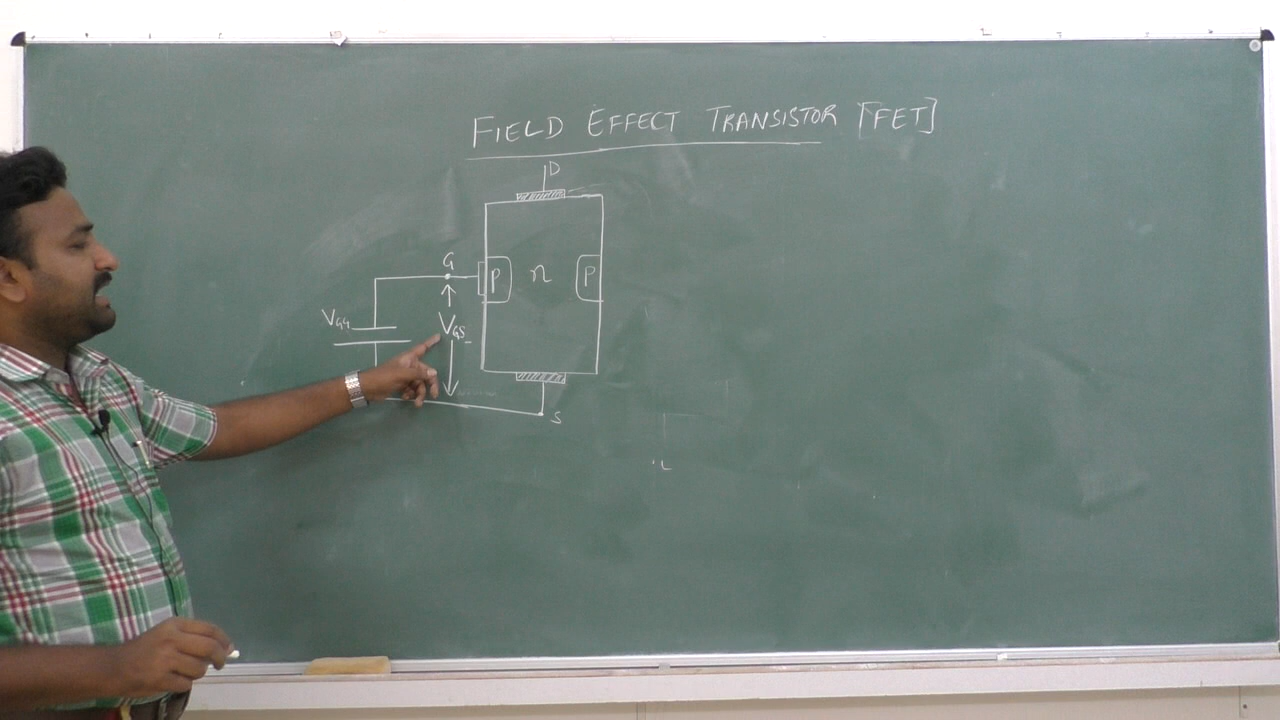 FIELD EFFECT TRANSISTOR [FET]
D
G
P n P
VGG
VGS
S